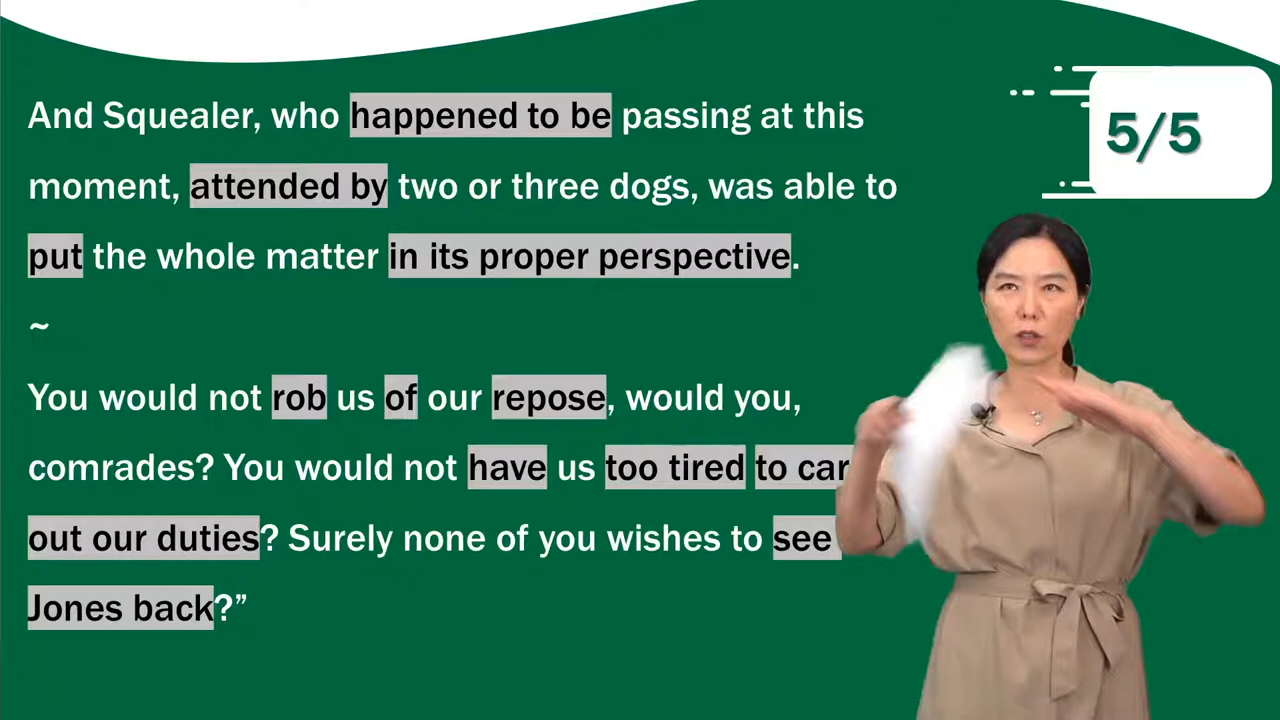 And Squealer, who happened to be passing at this
5/5
moment, attended by two or three dogs, was able to
put the whole matter in its proper perspective.
~
You would not rob us of our repose, would you,
comrades? You would not have us too tired to
out our duties? Surely none of you wishes to see
Jones back?”